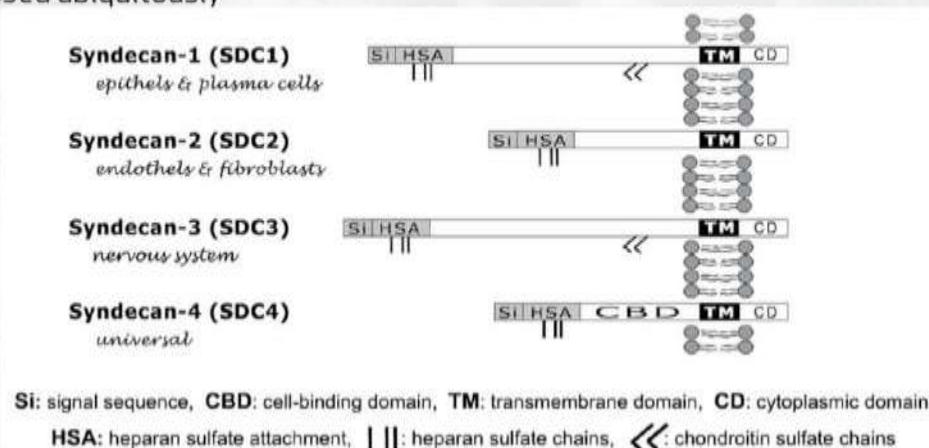 ubiquitously
Syndecan-1 (SDC1)
epithels & plasma cells
Si HSA TM CD
Syndecan-2 (SDC2)
endothels & fibroblasts
Si HSA TM CD
Syndecan-3 (SDC3)
nervous system
Si HSA TM CD
Syndecan-4 (SDC4)
universal
Si HSA CBD TM CD
Si: signal sequence, CBD: cell-binding domain, TM: transmembrane domain, CD: cytoplasmic domain
HSA: heparan sulfate attachment, : heparan sulfate chains, : chondroitin sulfate chains